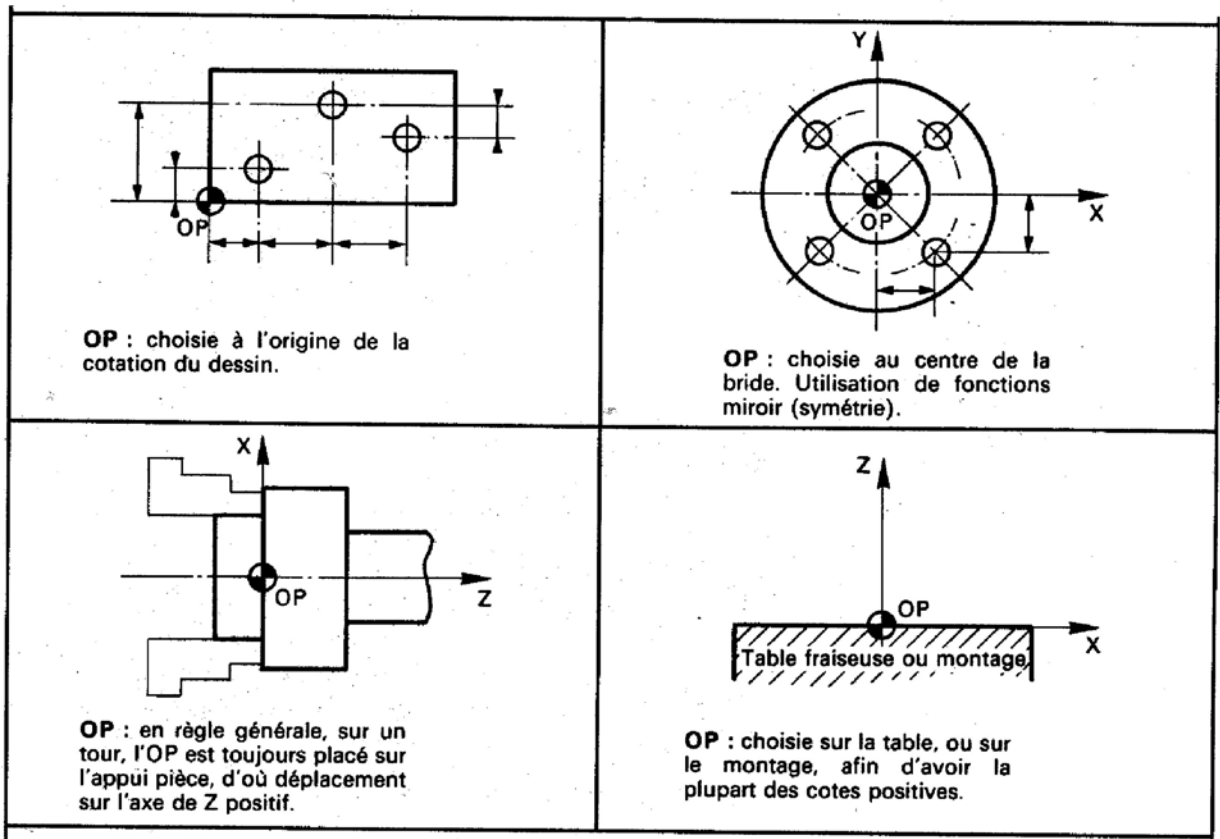 OP
OP : choisie à l'origine de la
cotation du dessin.
Y
X
OP
OP : choisie au centre de la
bride. Utilisation de fonctions
miroir (symétrie).
X
OP
Z
OP : en règle générale, sur un
tour, l'OP est toujours placé sur
l'appui pièce, d'où déplacement
sur l'axe de Z positif.
Z
OP
X
Table fraiseuse ou montage
OP : choisie sur la table, ou sur
le montage, afin d'avoir la
plupart des cotes positives.